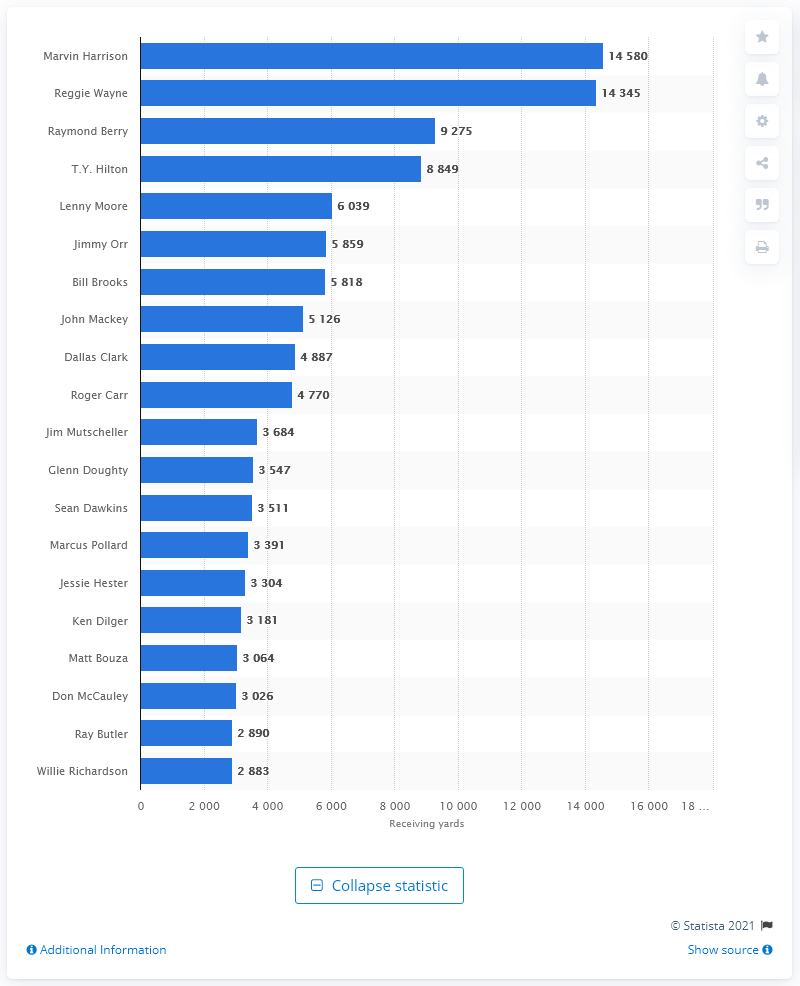 Marvin Harrison 14 580
Reggie Wayne 14 345
Raymond Berry 9 275
T.Y. Hilton 8 849
Lenny Moore 6 039
Jimmy Orr 5 859
Bill Brooks 5 818
John Mackey 5 126
Dallas Clark 4 887
Roger Carr 4 770
Jim Mutscheller 3 684
Glenn Doughty 3 547
Sean Dawkins 3 511
Marcus Pollard 3 391
Jessie Hester 3 304
Ken Dilger 3 181
Matt Bouza 3 064
Don McCauley 3 026
Ray Butler 2 890
Willie Richardson 2 883
0 2 000 4 000 6 000 8 000 10 000 12 000 14 000 16 000 18 ...
Receiving yards
Collapse statistic
© Statista 2021
Additional Information Show source